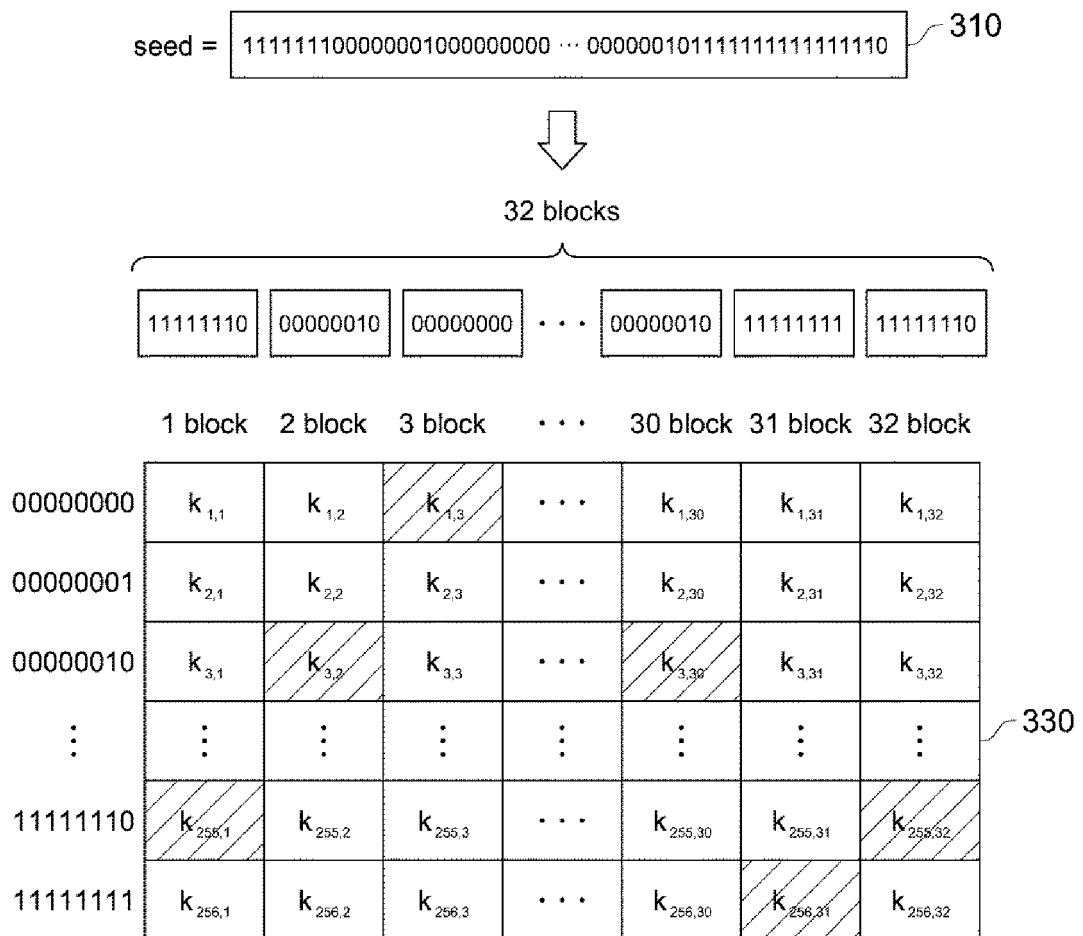 seed = 111111100000001000000000 ··· 000000101111111111111110
310
32 blocks
11111110 00000010 00000000 ··· 00000010 11111111 11111110
1 block 2 block 3 block ··· 30 block 31 block 32 block
00000000 k1,1 k1,2 k1,3 ··· k1,30 k1,31 k1,32
00000001 k2,1 k2,2 k2,3 ··· k2,30 k2,31 k2,32
00000010 k3,1 k3,2 k3,3 ··· k3,30 k3,31 k3,32
330
11111110 k255,1 k255,2 k255,3 ··· k255,30 k255,31 k255,32
11111111 k256,1 k256,2 k256,3 ··· k256,30 k256,31 k256,32